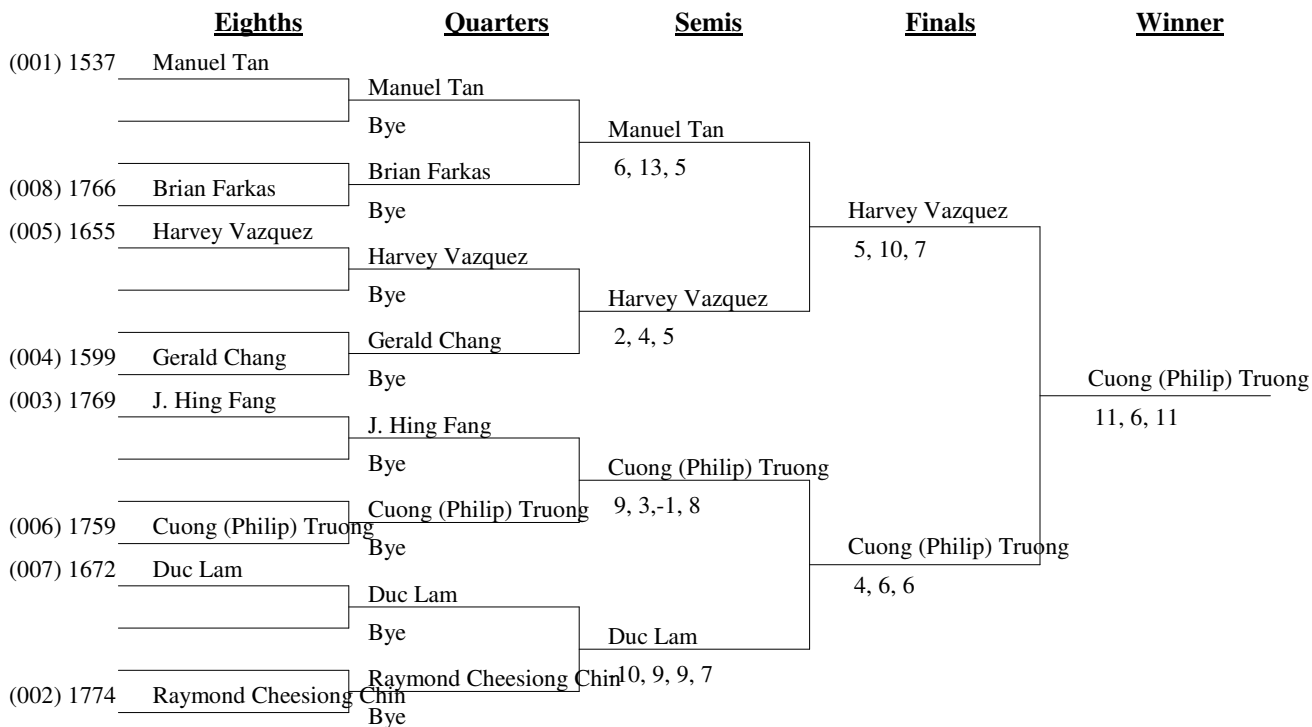 Eighths Quarters Semis Finals Winner
(001) 1537 Manuel Tan
Manuel Tan
Bye
Manuel Tan
6, 13, 5
(008) 1766 Brian Farkas
Brian Farkas
Bye
(005) 1655 Harvey Vazquez
Harvey Vazquez
5, 10, 7
Harvey Vazquez
Bye
Harvey Vazquez
2, 4, 5
(004) 1599 Gerald Chang
Gerald Chang
Bye
Cuong (Philip) Truong
11, 6, 11
(003) 1769 J. Hing Fang
J. Hing Fang
Bye
Cuong (Philip) Truong
9, 3,-1, 8
(006) 1759 Cuong (Philip) Truong
Cuong (Philip) Truong
Bye
Cuong (Philip) Truong
4, 6, 6
(007) 1672 Duc Lam
Duc Lam
Bye
Duc Lam
-10, 9, 9, 7
(002) 1774 Raymond Cheesiong Chin
Raymond Cheesiong Chin
Bye